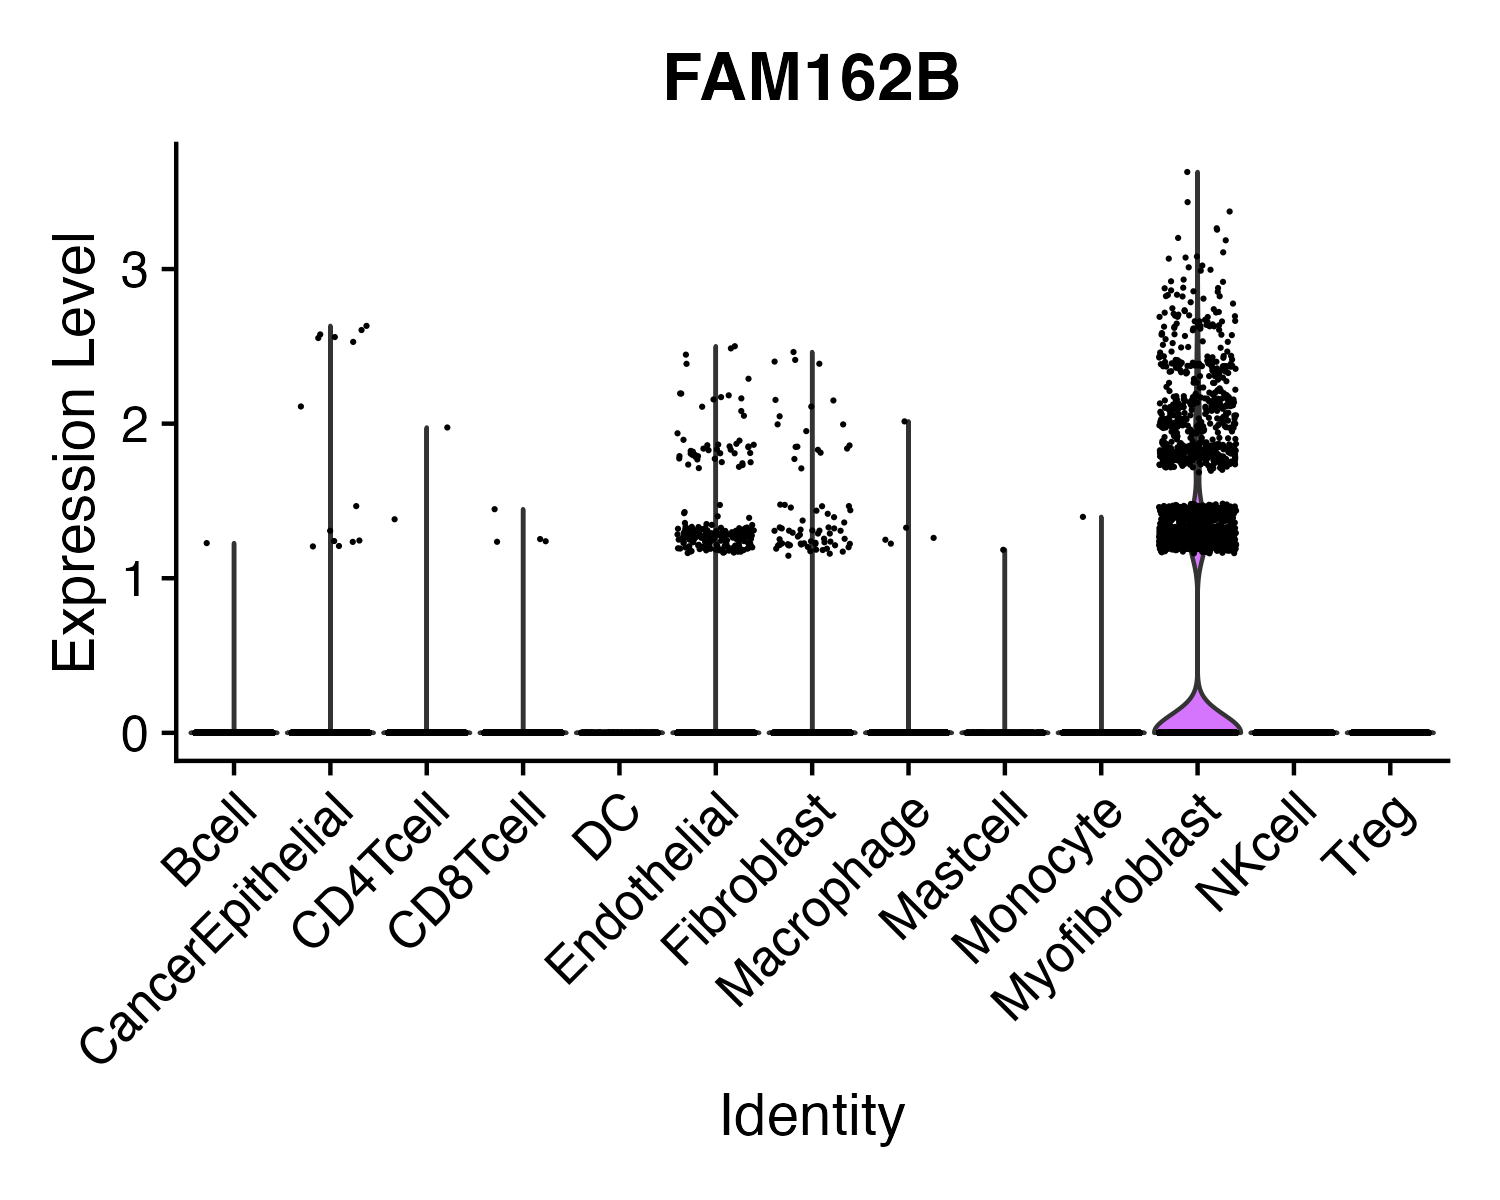 FAM162B
Expression Level
3
2
1
0
Bcell
CancerEpithelial
CD4Tcell
CD8Tcell
DC
Endothelial
Fibroblast
Macrophage
Mastcell
Monocyte
Myofibroblast
NKcell
Treg
Identity